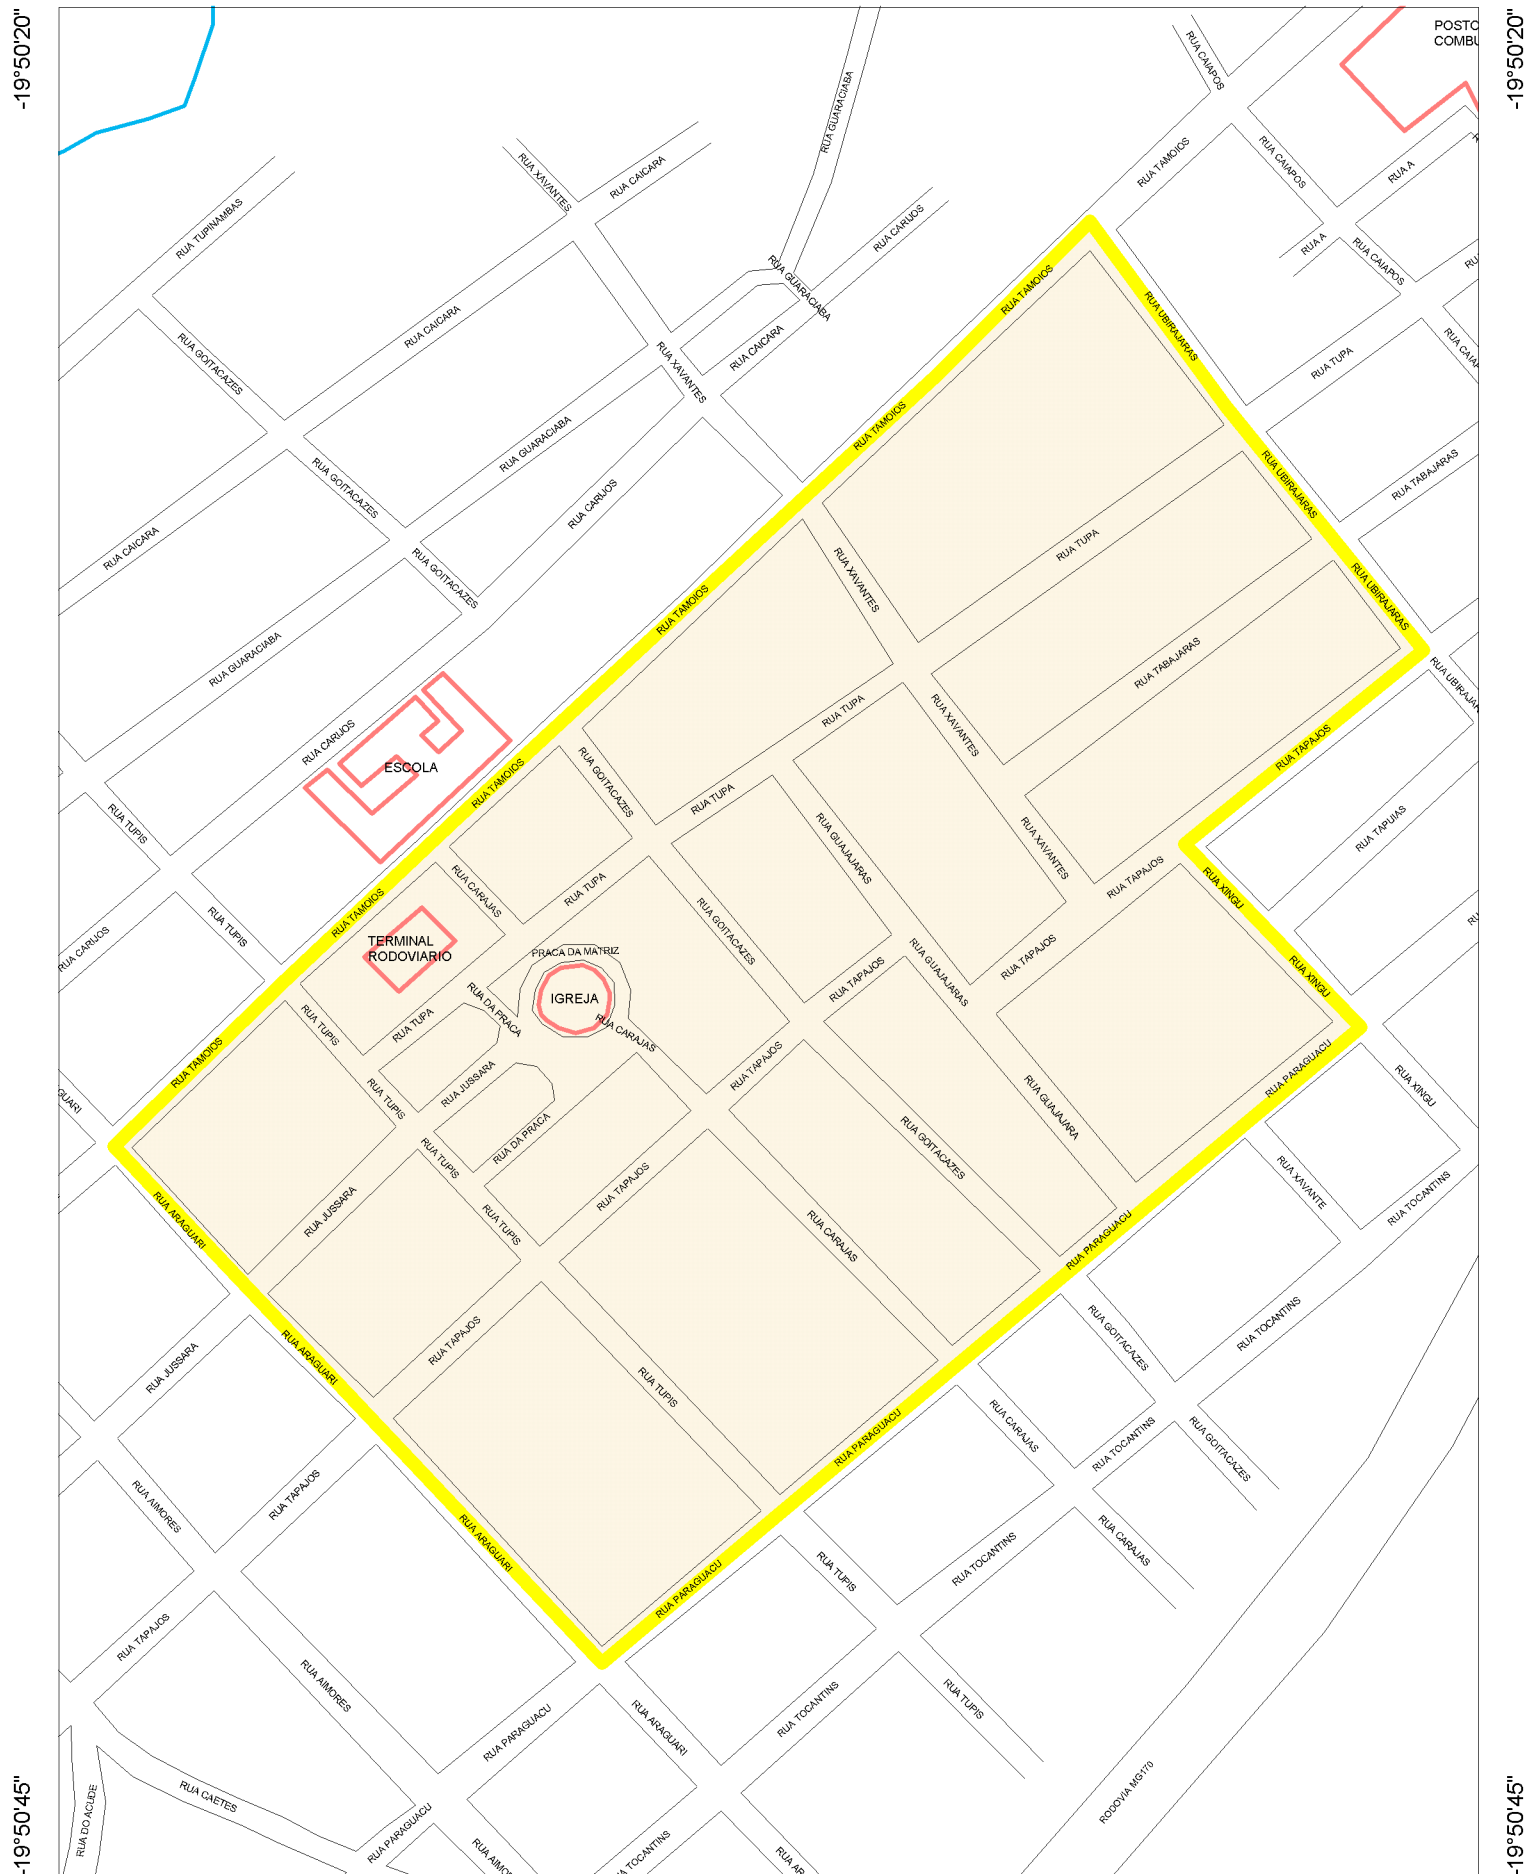 -19°50'20"
-19°50'20"
POSTO
COMBU
RUA CAIAPOS
RUA GUARACIABA
RUA XAVANTES
RUA CAICARA
RUA TAMOIOS
RUA CAIAPOS
RUA A
RUA TUPINAMBAS
RUA CARIJOS
RUA A
RUA CAIAPOS
RUA GUARACIABA
RUA TAMOIOS
RUA UBIRAJARAS
RUA CAICARA
RUA GOITACAZES
RUA XAVANTES
RUA CAICARA
RUA TUPA
RUA TAMOIOS
RUA GUARACIABA
RUA GOITACAZES
RUA CARIJOS
RUA UBIRAJARAS
RUA TABAJARAS
RUA CAICARA
RUA GOITACAZES
RUA TUPA
RUA XAVANTES
RUA UBIRAJARAS
RUA TAMOIOS
RUA GUARACIABA
RUA TABAJARAS
RUA XAVANTES
RUA TUPA
RUA CARIJOS
ESCOLA
RUA TAMOIOS
RUA GOITACAZES
RUA TUPA
RUA TAPAJOS
RUA TUPIS
RUA GUAJAJARAS
RUA XAVANTES
RUA TAPUIAS
RUA TAMOIOS
RUA CARAJAS
RUA TUPA
RUA TAPAJOS
RUA XINGU
RUA CARIJOS
RUA TUPIS
TERMINAL
RODOVIARIO
PRACA DA MATRIZ
RUA GOITACAZES
RUA TAPAJOS
RUA GUAJAJARAS
RUA TAPAJOS
RUA XINGU
IGREJA
RUA DA PRACA
RUA CARAJAS
RUA TUPIS
RUA TUPA
RUA TAMOIOS
RUA TUPIS
RUA JUSSARA
RUA TAPAJOS
RUA PARAGUACU
RUA XINGU
RUA GUAJAJARA
RUA TUPIS
RUA DA PRACA
RUA GOITACAZES
RUA TAPAJOS
RUA XAVANTE
RUA TOCANTINS
RUA ARAGUARI
RUA JUSSARA
RUA TUPIS
RUA CARAJAS
RUA PARAGUACU
RUA ARAGUARI
RUA TAPAJOS
RUA JUSSARA
RUA GOITACAZES
RUA TOCANTINS
RUA TUPIS
RUA PARAGUACU
RUA CARAJAS
RUA TOCANTINS
RUA GOITACAZES
RUA AIMORES
RUA TAPAJOS
RUA ARAGUARI
RUA CARAJAS
RUA TOCANTINS
RUA TUPIS
RUA PARAGUACU
RUA TAPAJOS
RUA AIMORES
RUA TOCANTINS
RUA TUPIS
RUA PARAGUACU
RUA ARAGUARI
RODOVIA MG170
RUA CAETES
RUA DO ACUDE
RUA PARAGUACU
-19°50'45"
-19°50'45"